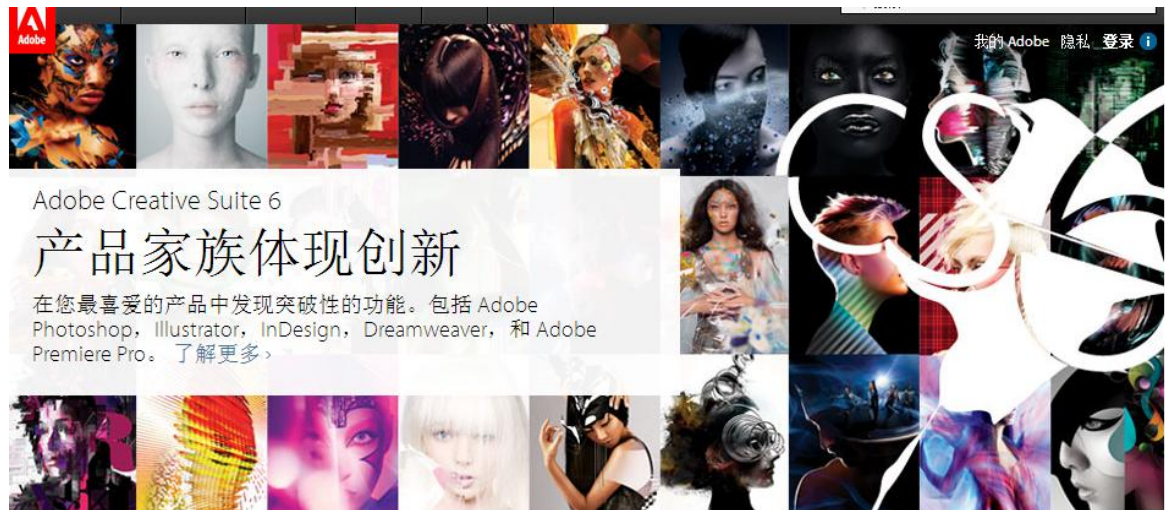 Adobe
我的 Adobe 隐私 登录 i
Adobe Creative Suite 6
产品家族体现创新
在您最喜爱的产品中发现突破性的功能。包括 Adobe
Photoshop，Illustrator，InDesign，Dreamweaver，和 Adobe
Premiere Pro。 了解更多 ›